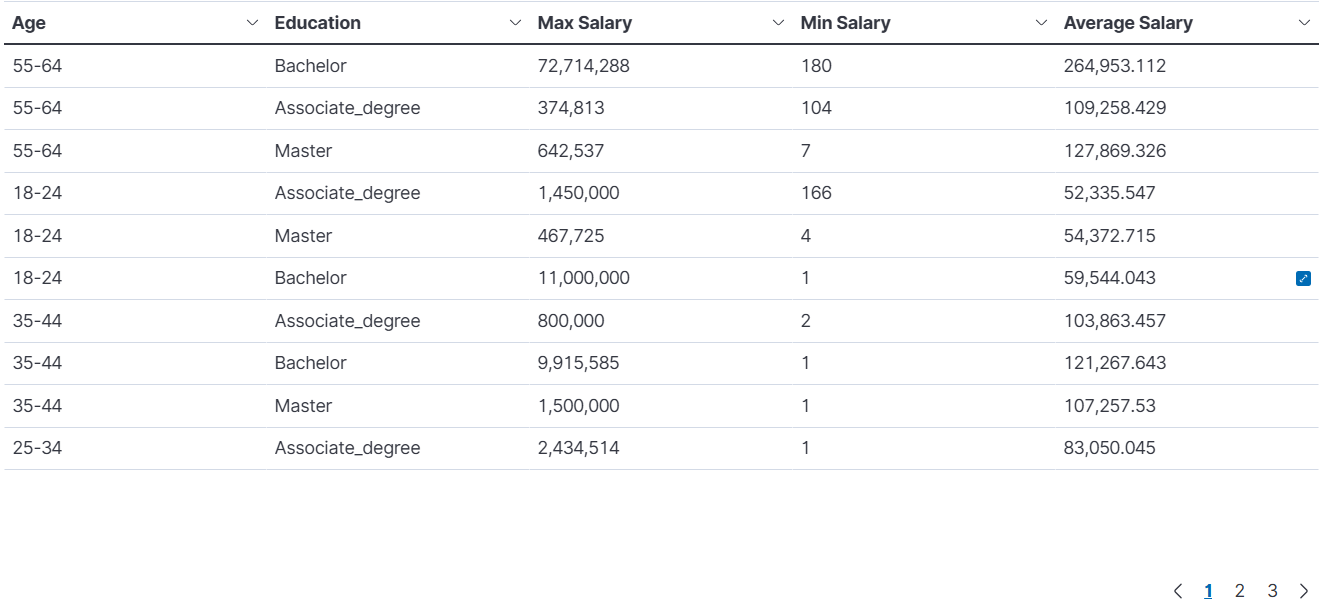 Age Education Max Salary Min Salary Average Salary
55-64 Bachelor 72,714,288 180 264,953.112
55-64 Associate_degree 374,813 104 109,258.429
55-64 Master 642,537 7 127,869.326
18-24 Associate_degree 1,450,000 166 52,335.547
18-24 Master 467,725 4 54,372.715
18-24 Bachelor 11,000,000 1 59,544.043
35-44 Associate_degree 800,000 2 103,863.457
35-44 Bachelor 9,915,585 1 121,267.643
35-44 Master 1,500,000 1 107,257.53
25-34 Associate_degree 2,434,514 1 83,050.045
1 2 3